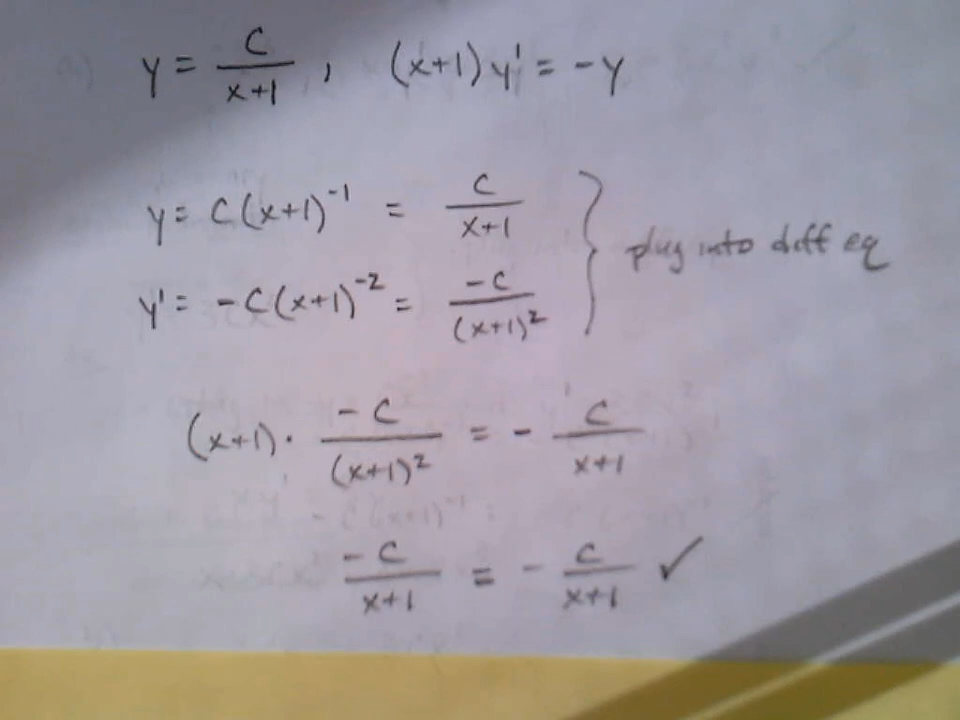 y = C/(x+1) , (x+1) y' = -y
y = C(x+1)^-1 = C/(x+1)
y' = -C(x+1)^-2 = -C/(x+1)^2
} plug into diff eq
(x+1) · -C/(x+1)^2 = - C/(x+1)
-C/(x+1) = - C/(x+1) ✓